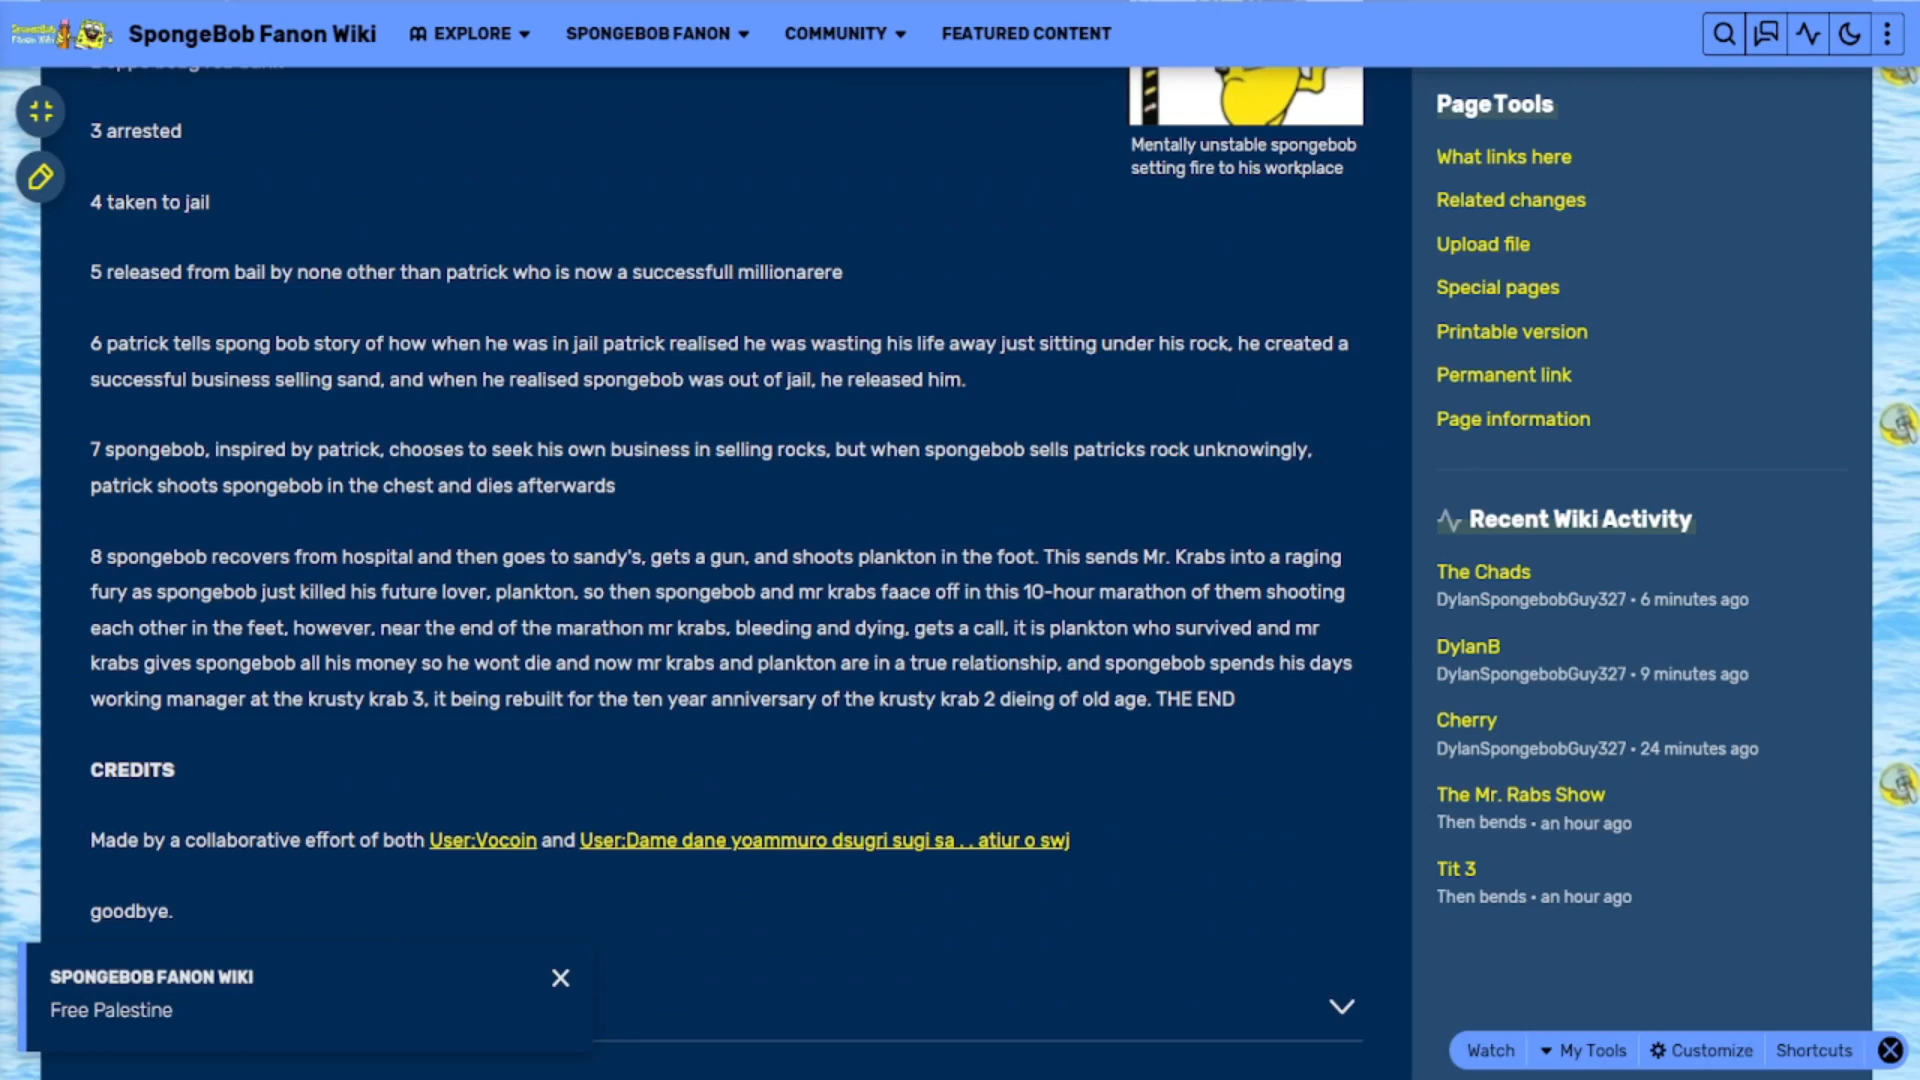 SpongeBob Fanon Wiki
EXPLORE
SPONGEBOB FANON
COMMUNITY
FEATURED CONTENT
3 arrested
4 taken to jail
5 released from bail by none other than patrick who is now a successfull millionarere
6 patrick tells spong bob story of how when he was in jail patrick realised he was wasting his life away just sitting under his rock, he created a
successful business selling sand, and when he realised spongebob was out of jail, he released him.
7 spongebob, inspired by patrick, chooses to seek his own business in selling rocks, but when spongebob sells patricks rock unknowingly,
patrick shoots spongebob in the chest and dies afterwards
8 spongebob recovers from hospital and then goes to sandy's, gets a gun, and shoots plankton in the foot. This sends Mr. Krabs into a raging
fury as spongebob just killed his future lover, plankton, so then spongebob and mr krabs faace off in this 10-hour marathon of them shooting
each other in the feet, however, near the end of the marathon mr krabs, bleeding and dying, gets a call, it is plankton who survived and mr
krabs gives spongebob all his money so he wont die and now mr krabs and plankton are in a true relationship, and spongebob spends his days
working manager at the krusty krab 3, it being rebuilt for the ten year anniversary of the krusty krab 2 dieing of old age. THE END
CREDITS
Made by a collaborative effort of both User:Vocoin and User:Dame dane yoammuro dsugri sugi sa . . atiur o swj
goodbye.
Mentally unstable spongebob
setting fire to his workplace
Page Tools
What links here
Related changes
Upload file
Special pages
Printable version
Permanent link
Page information
Recent Wiki Activity
The Chads
DylanSpongebobGuy327 • 6 minutes ago
DylanB
DylanSpongebobGuy327 • 9 minutes ago
Cherry
DylanSpongebobGuy327 • 24 minutes ago
The Mr. Rabs Show
Then bends • an hour ago
Tit 3
Then bends • an hour ago
SPONGEBOB FANON WIKI
Free Palestine
Watch
My Tools
Customize
Shortcuts